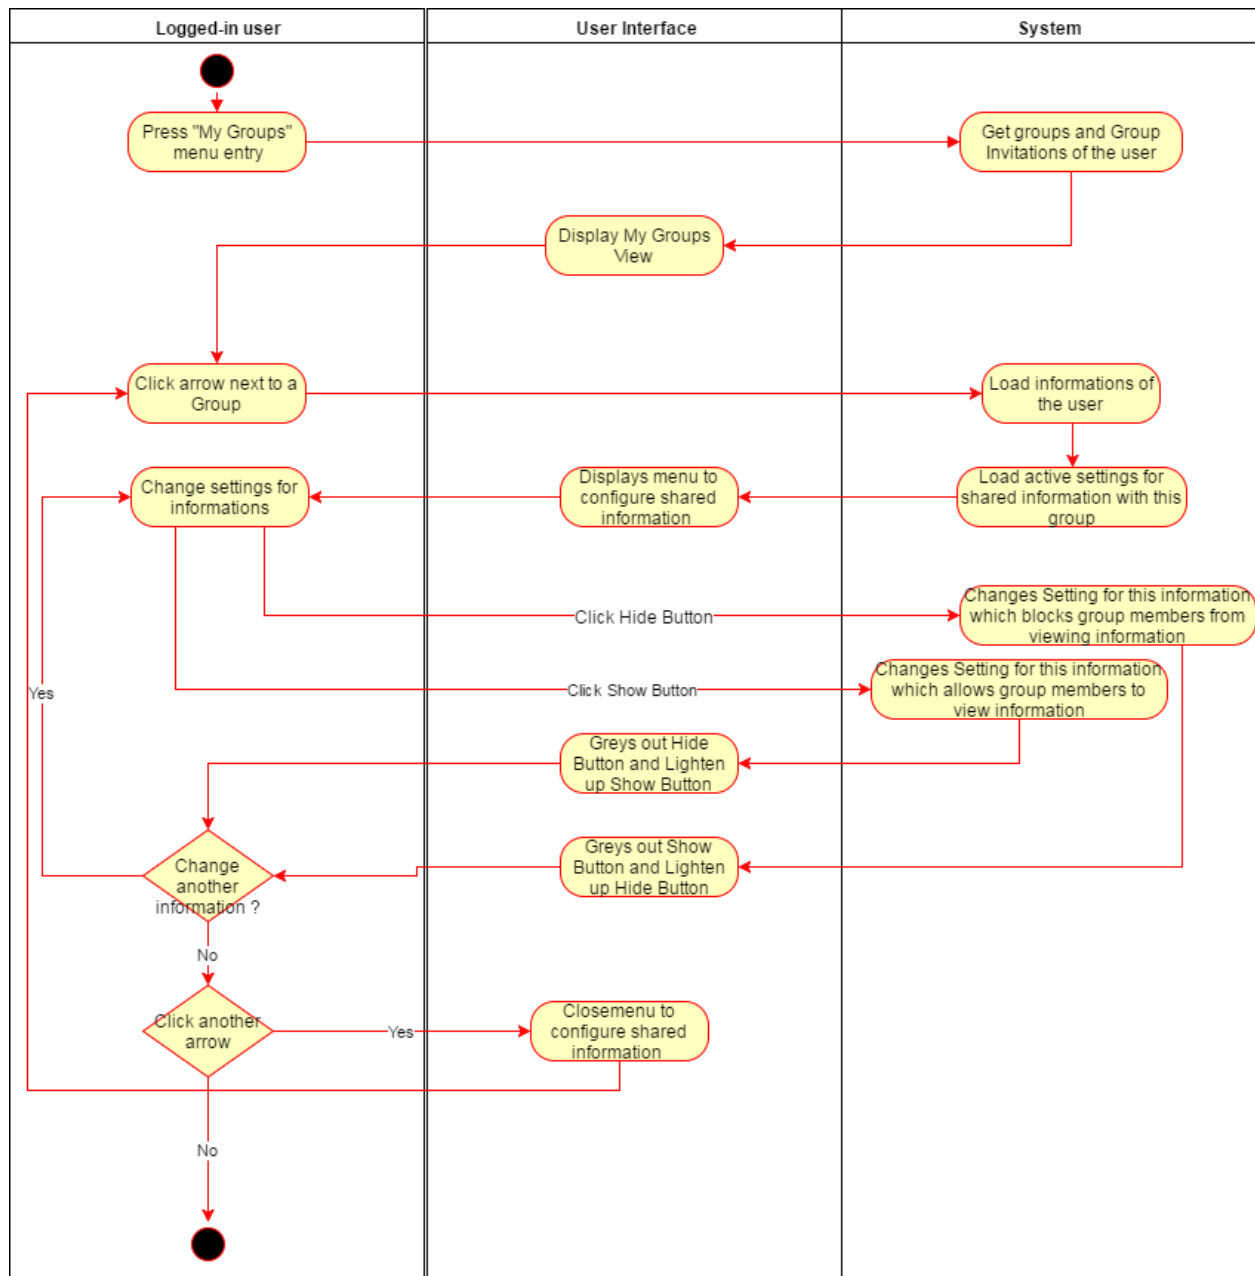 Logged-in user
User Interface
System
Press "My Groups"
menu entry
Get groups and Group
Invitations of the user
Display My Groups
View
Click arrow next to a
Group
Load informations of
the user
Change settings for
informations
Displays menu to
configure shared
information
Load active settings for
shared information with this
group
Click Hide Button
Changes Setting for this information
which blocks group members from
viewing information
Yes
Click Show Button
Changes Setting for this information
which allows group members to
view information
Greys out Hide
Button and Lighten
up Show Button
Change
another
information ?
Greys out Show
Button and Lighten
up Hide Button
No
Click another
arrow
Yes
Closemenu to
configure shared
information
No